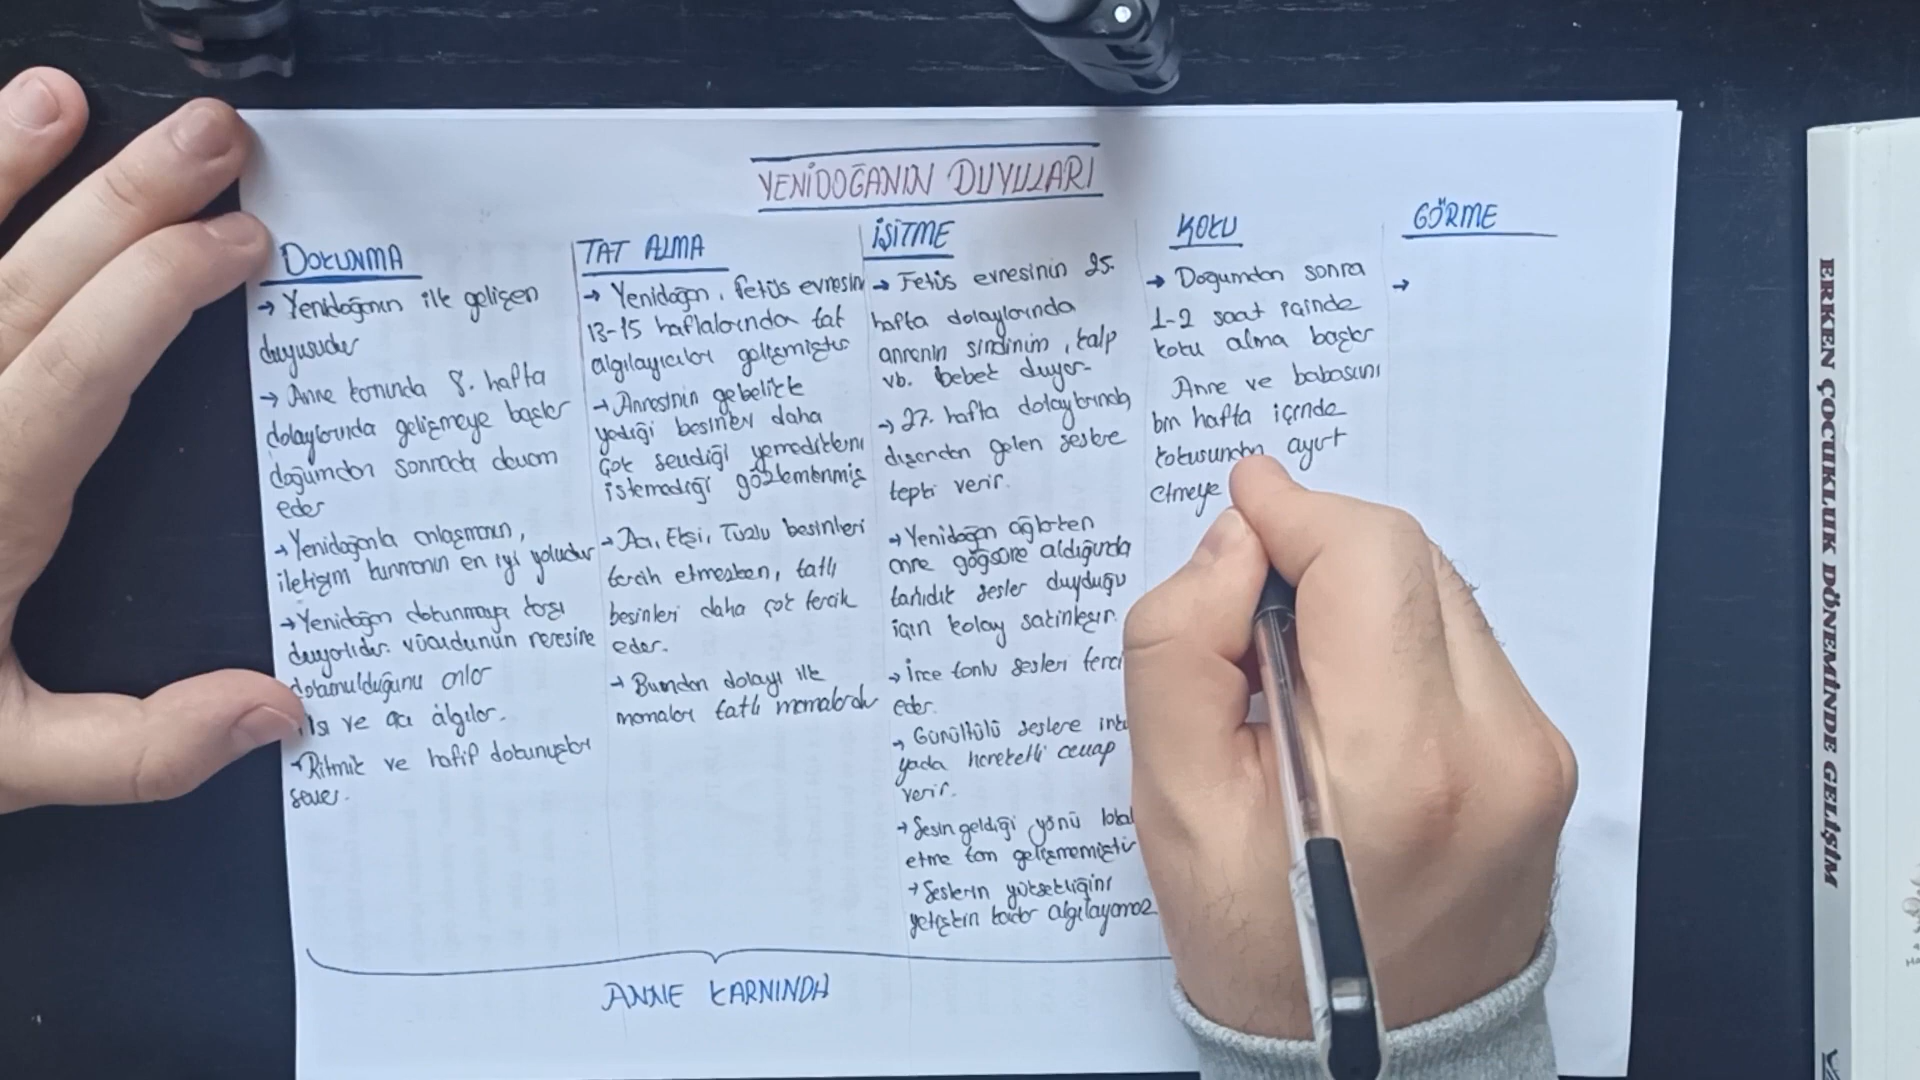 YENİDOĞANIN DUYULARI
DOKUNMA
→ Yenidoğanın ilk gelişen
duyusudur
→ Anne karnında 8. hafta
dolaylarında gelişmeye başlar
doğumdan sonrada devam
eder
→ Yenidoğanla anlaşmanın,
iletişim kurmanın en iyi yoludur
→ Yenidoğan dokunmaya karşı
duyarlıdır. vücudunun neresine
dokunulduğunu anlar
Isı ve acı algılar.
→ Ritmik ve hafif dokunuşları
sever.
TAT ALMA
→ Yenidoğan, fetüs evresin
13-15 haftalarında tat
algılayıcıları gelişmiştir
→ Annesinin gebelikte
yediği besinleri daha
çok sevdiği yemediklerini
istemediği gözlemlenmiş
→ Acı, Ekşi, Tuzlu besinleri
tercih etmezken, tatlı
besinleri daha çok tercih
eder.
→ Bundan dolayı ilk
mamaları tatlı mamalardır
İŞİTME
→ Fetüs evresinin 25.
hafta dolaylarında
annenin sindirim, kalp
vb. bebek duyar
→ 27. hafta dolaylarında
dışarıdan gelen seslere
tepki verir.
→ Yenidoğan ağlarken
anne göğsüne aldığında
tanıdık sesler duyduğu
için kolay sakinleşir.
→ İnce tonlu sesleri terci
eder.
→ Gürültülü seslere
yada hareketli cevap
verir.
→ Sesin geldiği yönü lokal
etme tam gelişmemiştir
→ Seslerin yüksekliğini
yetişkin kadar algılayamaz
KOKU
→ Doğumdan sonra
1-2 saat içinde
koku alma başlar
Anne ve babasını
bir hafta içinde
kokusundan ayırt
etmeye
GÖRME
→
ANNE KARNINDA
ERKEN ÇOCUKLUK DÖNEMİNDE GELİŞİM